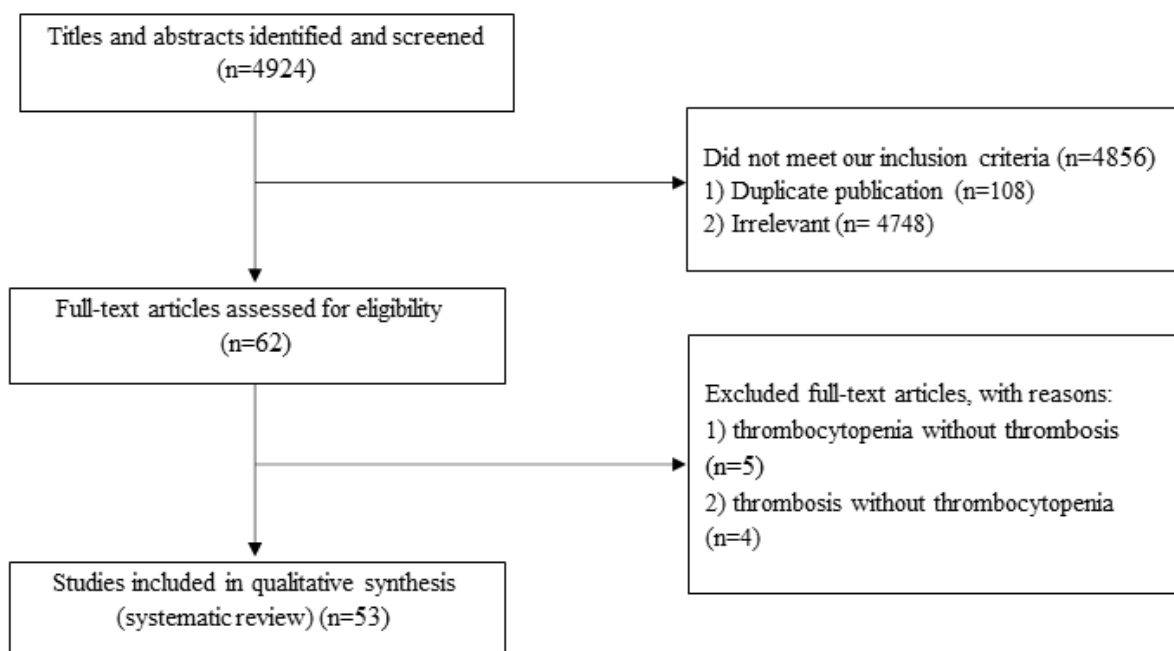 Titles and abstracts identified and screened
(n=4924)
Did not meet our inclusion criteria (n=4856)
1) Duplicate publication (n=108)
2) Irrelevant (n= 4748)
Full-text articles assessed for eligibility
(n=62)
Excluded full-text articles, with reasons:
1) thrombocytopenia without thrombosis
(n=5)
2) thrombosis without thrombocytopenia
(n=4)
Studies included in qualitative synthesis
(systematic review) (n=53)